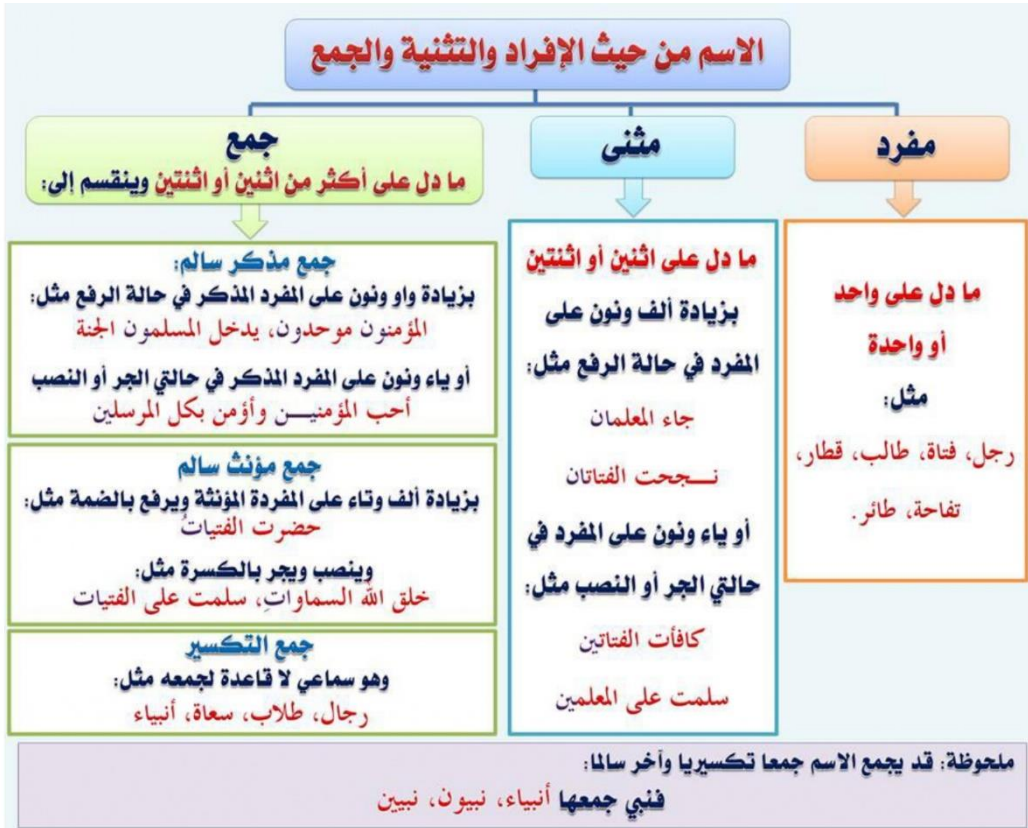 الاسم من حيث الإفراد والتثنية والجمع
مفرد
ما دل على واحد
أو واحدة
مثل:
رجل، فتاة، طالب، قطار،
تفاحة، طائر.
مثنى
ما دل على اثنين أو اثنتين
بزيادة ألف ونون على
المفرد في حالة الرفع مثل:
جاء المعلمان
نـــجحت الفتاتان
أو ياء ونون على المفرد في
حالتي الجر أو النصب مثل:
كافأت الفتاتين
سلمت على المعلمين
جمع
ما دل على أكثر من اثنين أو اثنتين وينقسم إلى:
جمع مذكر سالم:
بزيادة واو ونون على المفرد المذكر في حالة الرفع مثل:
المؤمنون موحدون، يدخل المسلمون الجنة
أو ياء ونون على المفرد المذكر في حالتي الجر أو النصب
أحب المؤمنيـــن وأؤمن بكل المرسلين
جمع مؤنث سالم
بزيادة ألف وتاء على المفردة المؤنثة ويرفع بالضمة مثل:
حضرت الفتياتُ
وينصب ويجر بالكسرة مثل:
خلق الله السماواتِ، سلمت على الفتيات
جمع التكسير
وهو سماعي لا قاعدة لجمعه مثل:
رجال، طلاب، سعاة، أنبياء
ملحوظة: قد يجمع الاسم جمعا تكسيريا وآخر سالما:
فنبي جمعها أنبياء، نبيون، نبيين